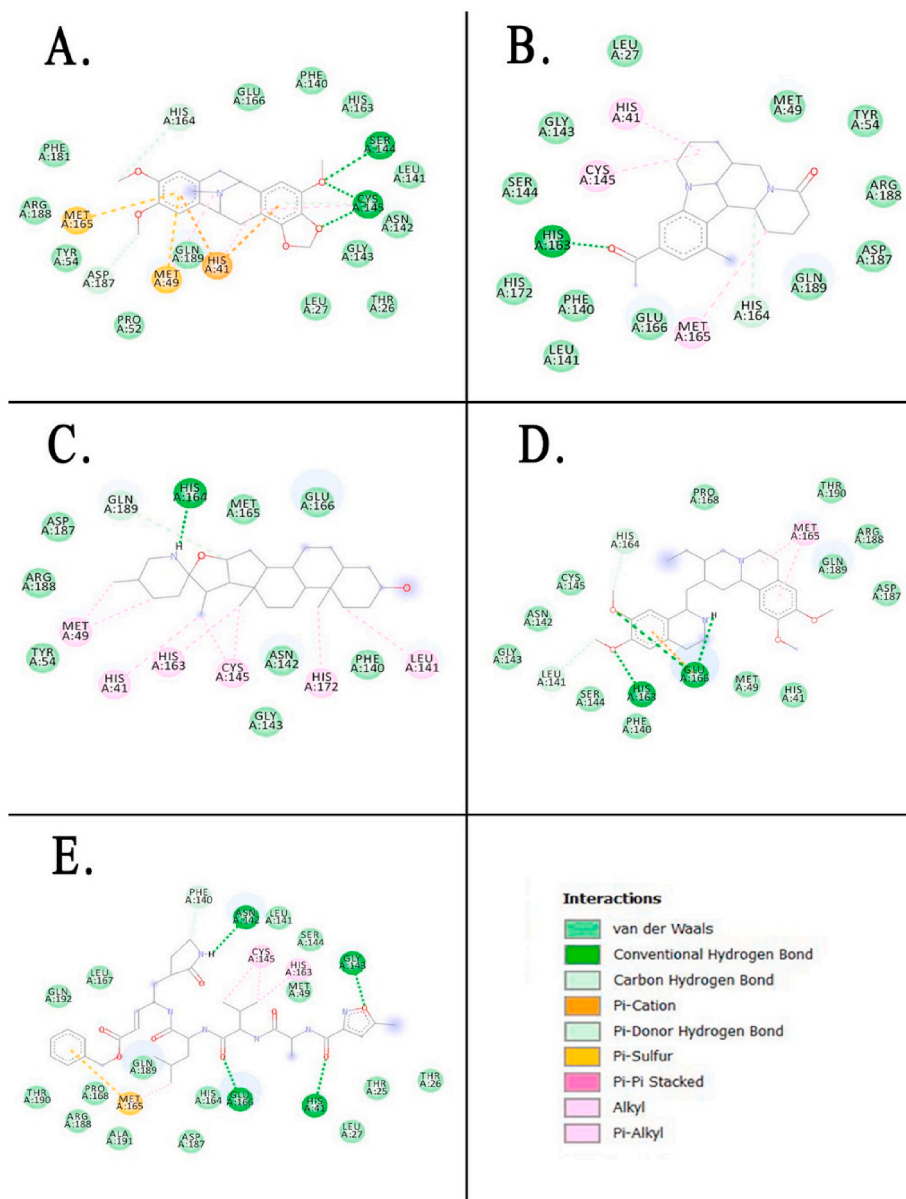 A.
PHE
A:140
GLU
A:166
HIS
A:163
HIS
A:164
SER
A:144
PHE
A:181
LEU
A:141
CYS
A:145
ARG
A:188
MET
A:165
N
O
O
O
O
O
ASN
A:142
TYR
A:54
GLN
A:189
HIS
A:41
GLY
A:143
ASP
A:187
MET
A:49
LEU
A:27
THR
A:26
PRO
A:52
B.
LEU
A:27
HIS
A:41
MET
A:49
TYR
A:54
GLY
A:143
CYS
A:145
SER
A:144
N
N
O
ARG
A:188
HIS
A:163
O
ASP
A:187
GLN
A:189
HIS
A:172
PHE
A:140
GLU
A:166
MET
A:165
HIS
A:164
LEU
A:141
C.
GLN
A:189
HIS
A:164
MET
A:165
GLU
A:166
ASP
A:187
H
N
O
O
ARG
A:188
MET
A:49
TYR
A:54
HIS
A:41
HIS
A:163
CYS
A:145
ASN
A:142
HIS
A:172
PHE
A:140
LEU
A:141
GLY
A:143
D.
PRO
A:168
THR
A:190
MET
A:165
HIS
A:164
ARG
A:188
GLN
A:189
CYS
A:145
ASP
A:187
ASN
A:142
N
N
H
O
O
O
O
GLY
A:143
LEU
A:141
SER
A:144
HIS
A:163
GLU
A:166
MET
A:49
HIS
A:41
PHE
A:140
E.
PHE
A:140
ASN
A:142
LEU
A:141
SER
A:144
CYS
A:145
GLY
A:143
HIS
A:163
MET
A:49
LEU
A:167
GLN
A:192
N
H
O
N
O
O
O
N
N
N
N
N
O
O
O
O
GLN
A:189
THR
A:190
PRO
A:168
MET
A:165
HIS
A:164
GLU
A:166
HIS
A:41
THR
A:25
THR
A:26
ARG
A:188
ALA
A:191
ASP
A:187
LEU
A:27
Interactions
van der Waals
Conventional Hydrogen Bond
Carbon Hydrogen Bond
Pi-Cation
Pi-Donor Hydrogen Bond
Pi-Sulfur
Pi-Pi Stacked
Alkyl
Pi-Alkyl